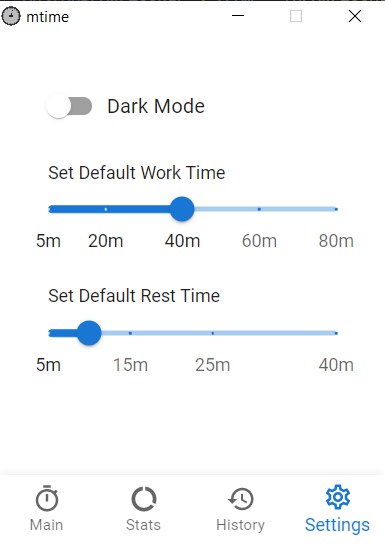 mtime
Dark Mode
Set Default Work Time
5m 20m 40m 60m 80m
Set Default Rest Time
5m 15m 25m 40m
Main Stats History Settings